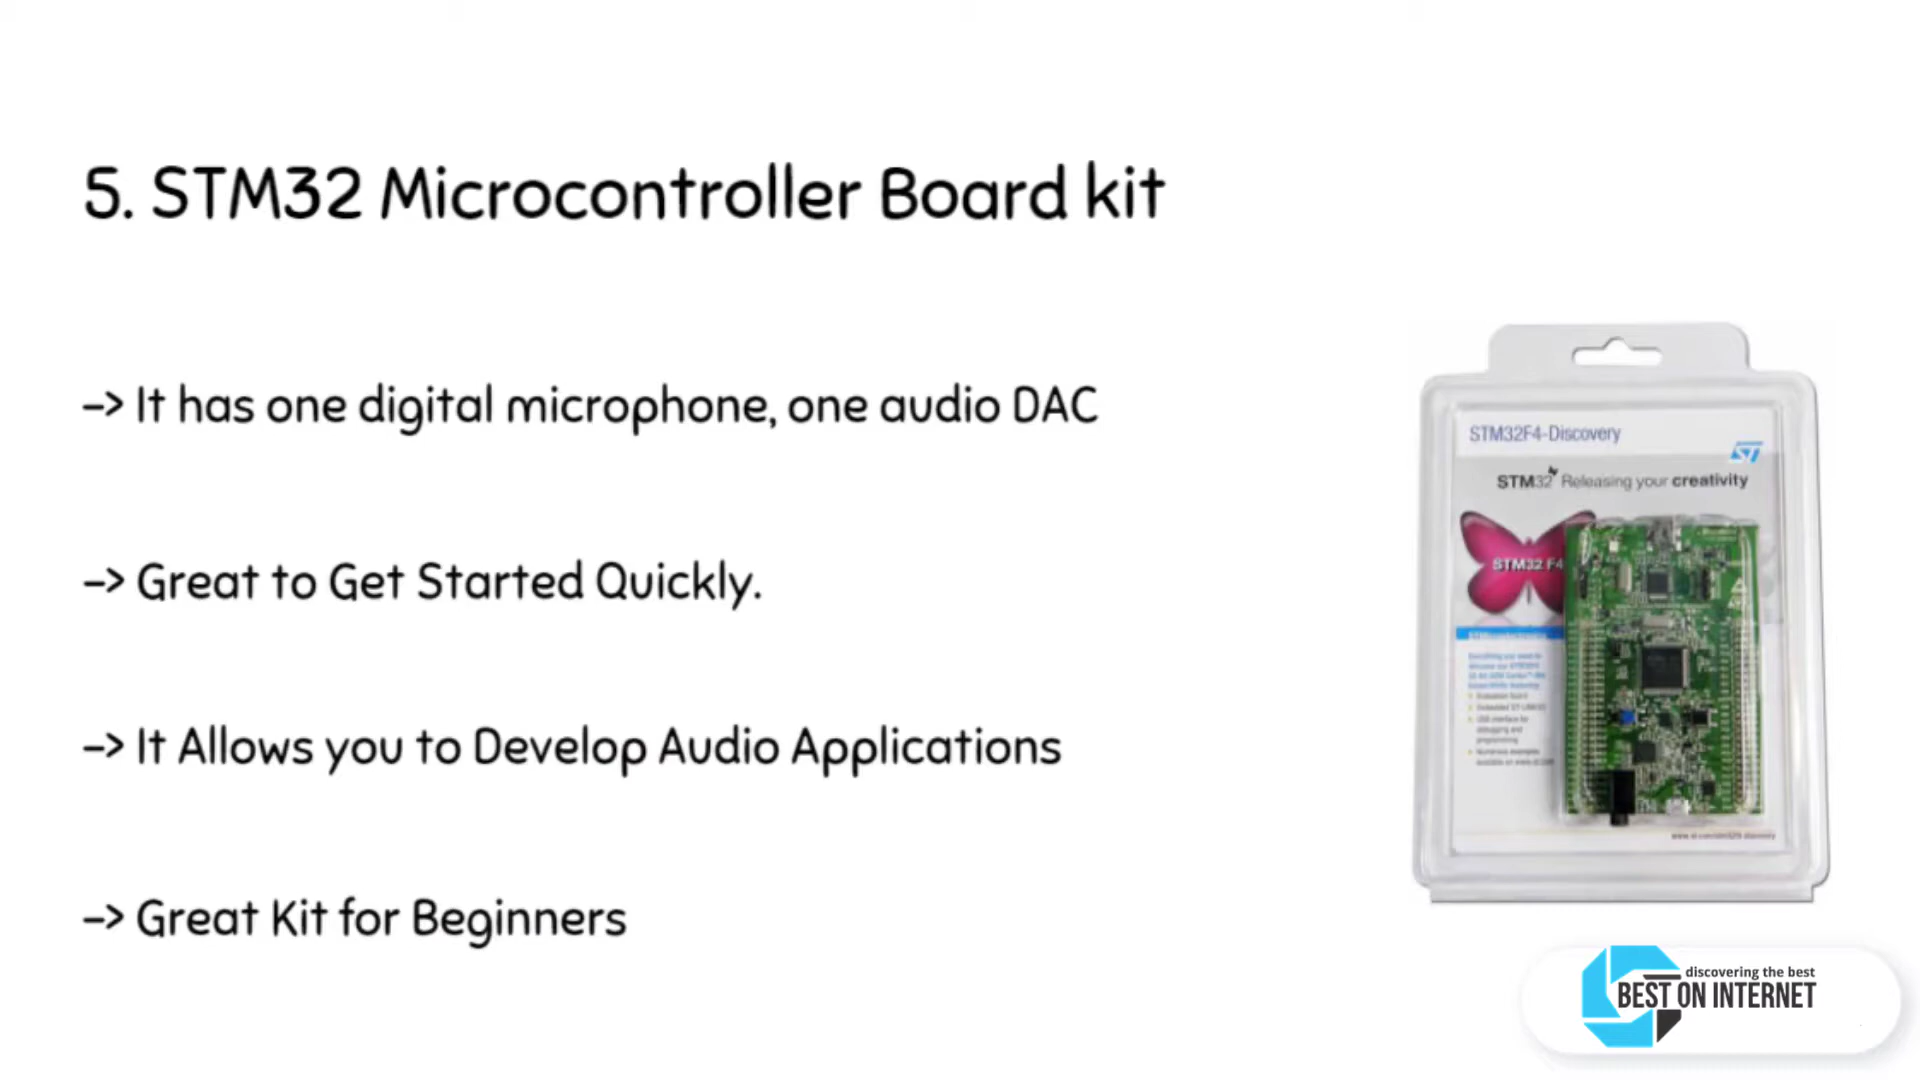 5. STM32 Microcontroller Board kit
-> It has one digital microphone, one audio DAC
-> Great to Get Started Quickly.
-> It Allows you to Develop Audio Applications
-> Great Kit for Beginners
STM32F4-Discovery
ST
STM32 Releasing your creativity
STM32 F4
discovering the best
BEST ON INTERNET